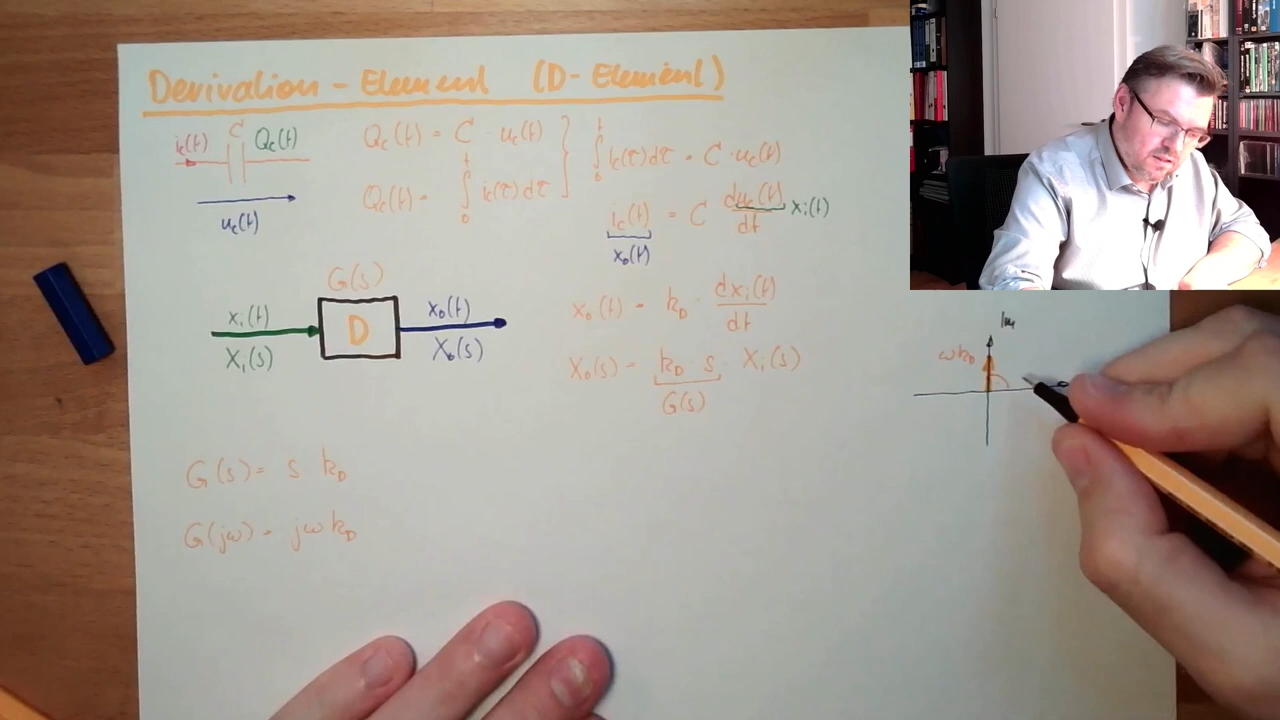 Derivation - Element (D-Element)
i_c(t) C Q_c(t)
u_c(t)
Q_c(t) = C · u_c(t)
Q_c(t) = ∫₀ᵗ i_c(τ) dτ
∫₀ᵗ i_c(τ) dτ = C · u_c(t)
i_c(t) = C du_c(t)/dt x_i(t)
x_o(t)
G(s)
x_i(t) D x_o(t)
X_i(s) X_o(s)
x_o(t) = k_D · dx_i(t)/dt
X_o(s) = k_D · s · X_i(s)
G(s)
Im
ωk_D
G(s) = s k_D
G(jω) = jω k_D